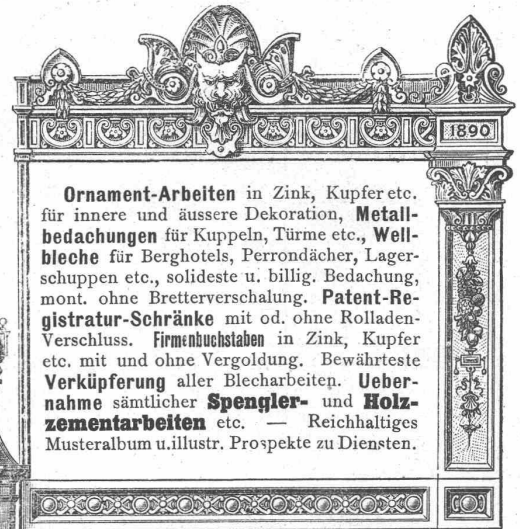 1890
Ornament-Arbeiten in Zink, Kupfer etc.
für innere und äussere Dekoration, Metall-
bedachungen für Kuppeln, Türme etc., Well-
bleche für Berghotels, Perrondächer, Lager-
schuppen etc., solideste u. billig. Bedachung,
mont. ohne Bretterverschalung. Patent-Re-
gistratur-Schränke mit od. ohne Rolladen-
Verschluss. Firmenbuchstaben in Zink, Kupfer
etc. mit und ohne Vergoldung. Bewährteste
Verküpferung aller Blecharbeiten. Ueber-
nahme sämtlicher Spengler- und Holz-
zementarbeiten etc. — Reichhaltiges
Musteralbum u. illustr. Prospekte zu Diensten.